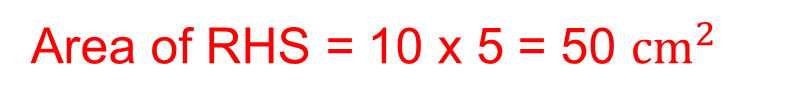 Area of RHS = 10 x 5 = 50 cm²